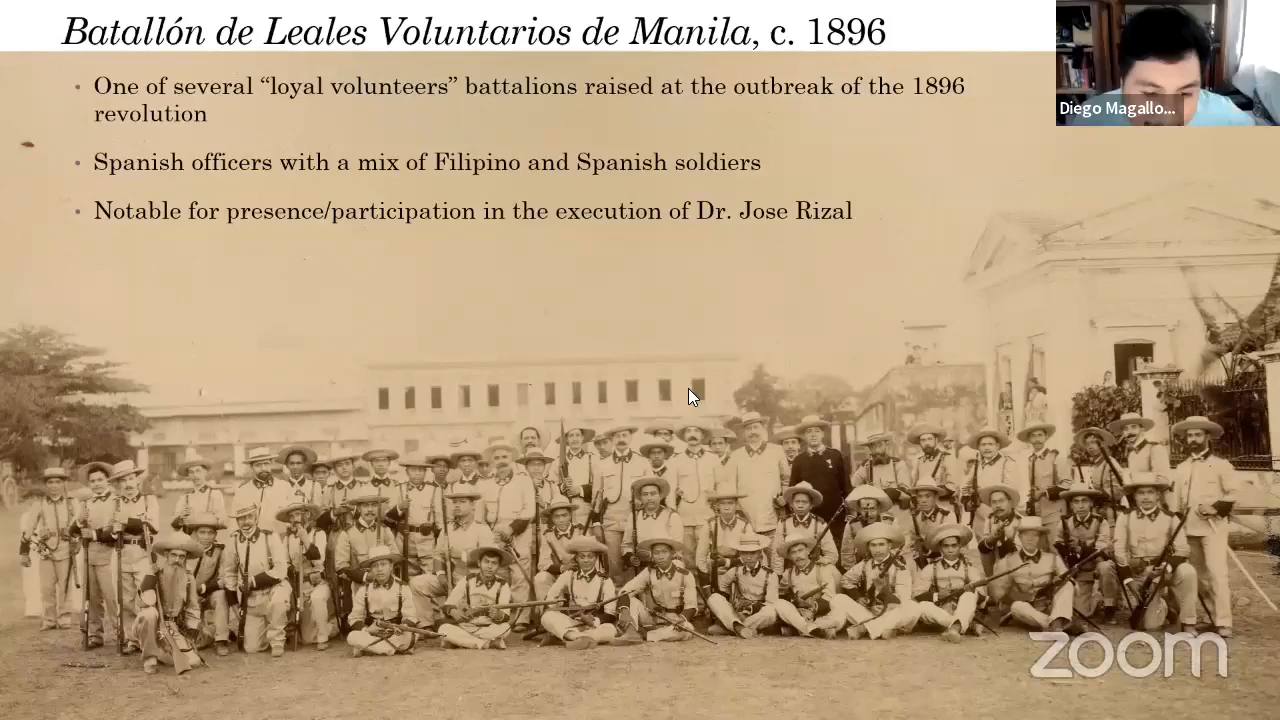 Batallón de Leales Voluntarios de Manila, c. 1896
• One of several “loyal volunteers” battalions raised at the outbreak of the 1896
revolution
• Spanish officers with a mix of Filipino and Spanish soldiers
• Notable for presence/participation in the execution of Dr. Jose Rizal
Diego Magallo...
zoom